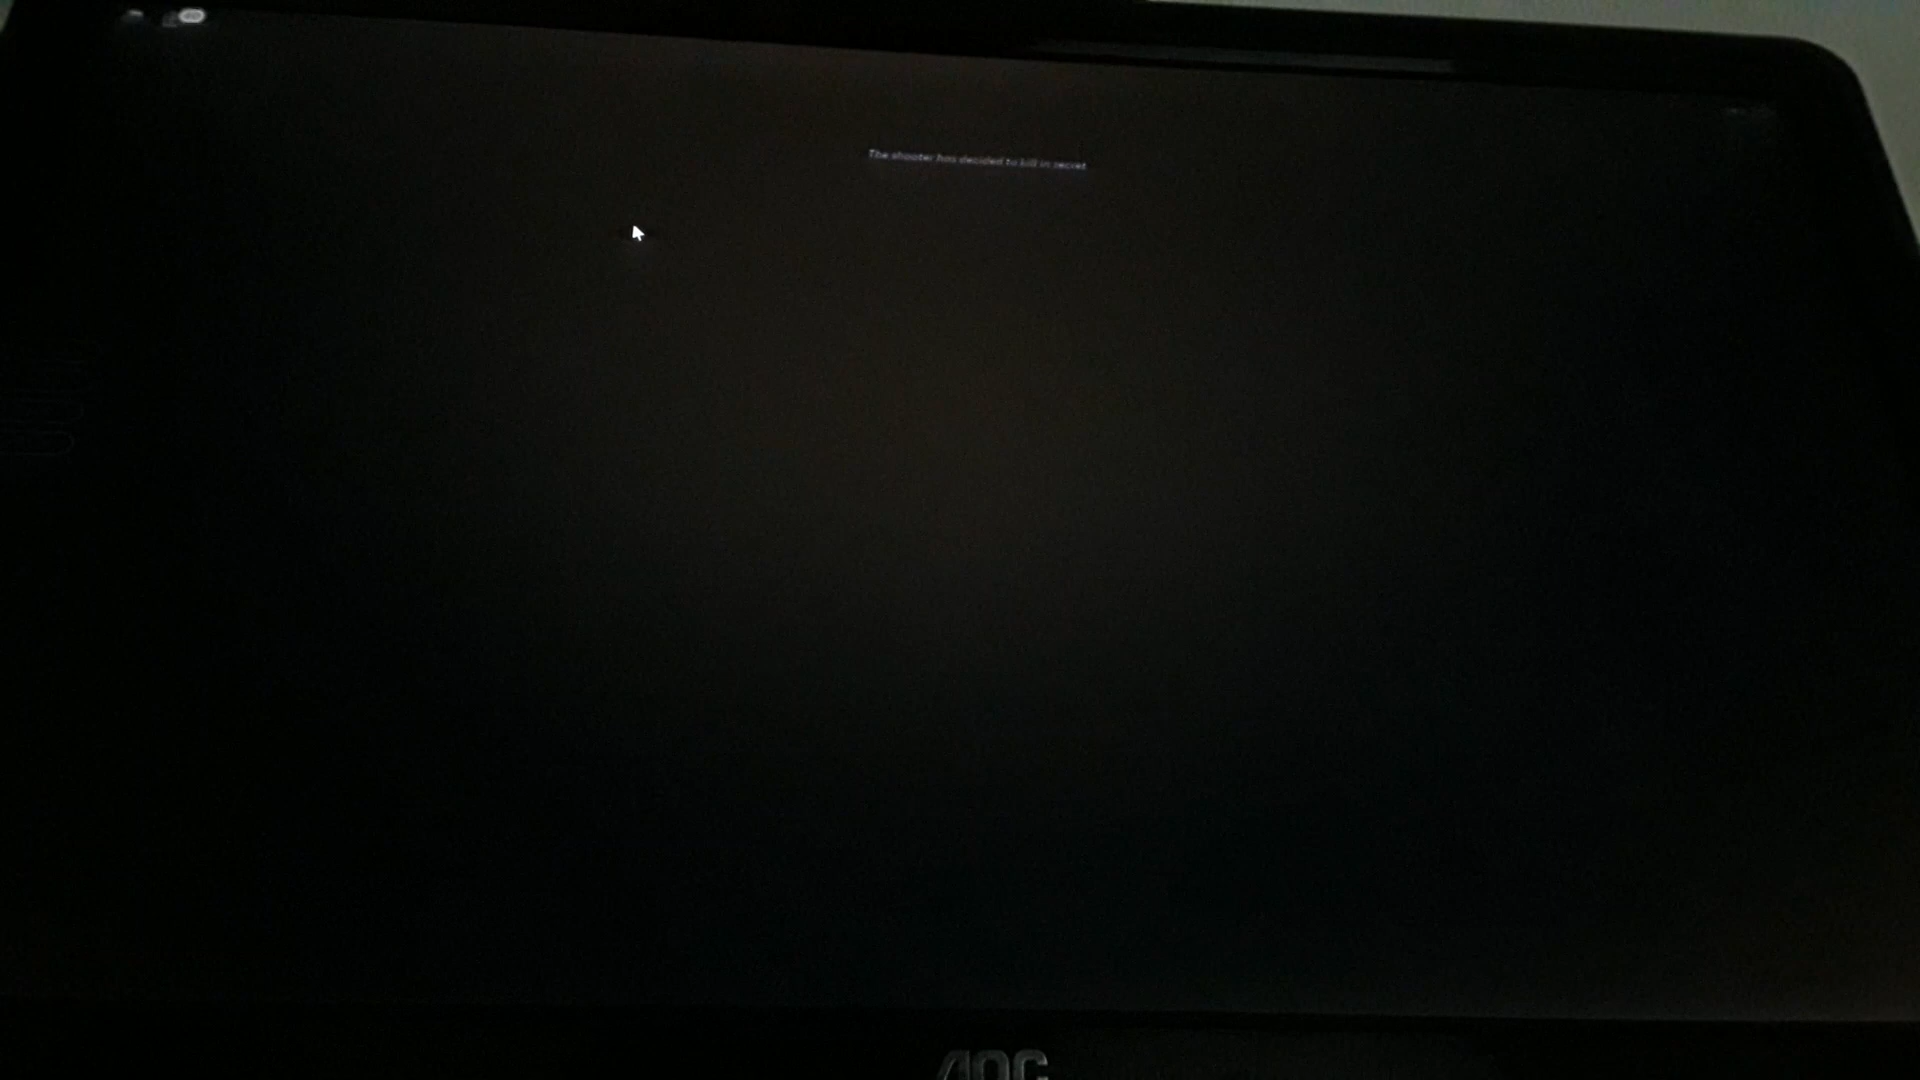 The shooter has decided to kill in secret
AOC